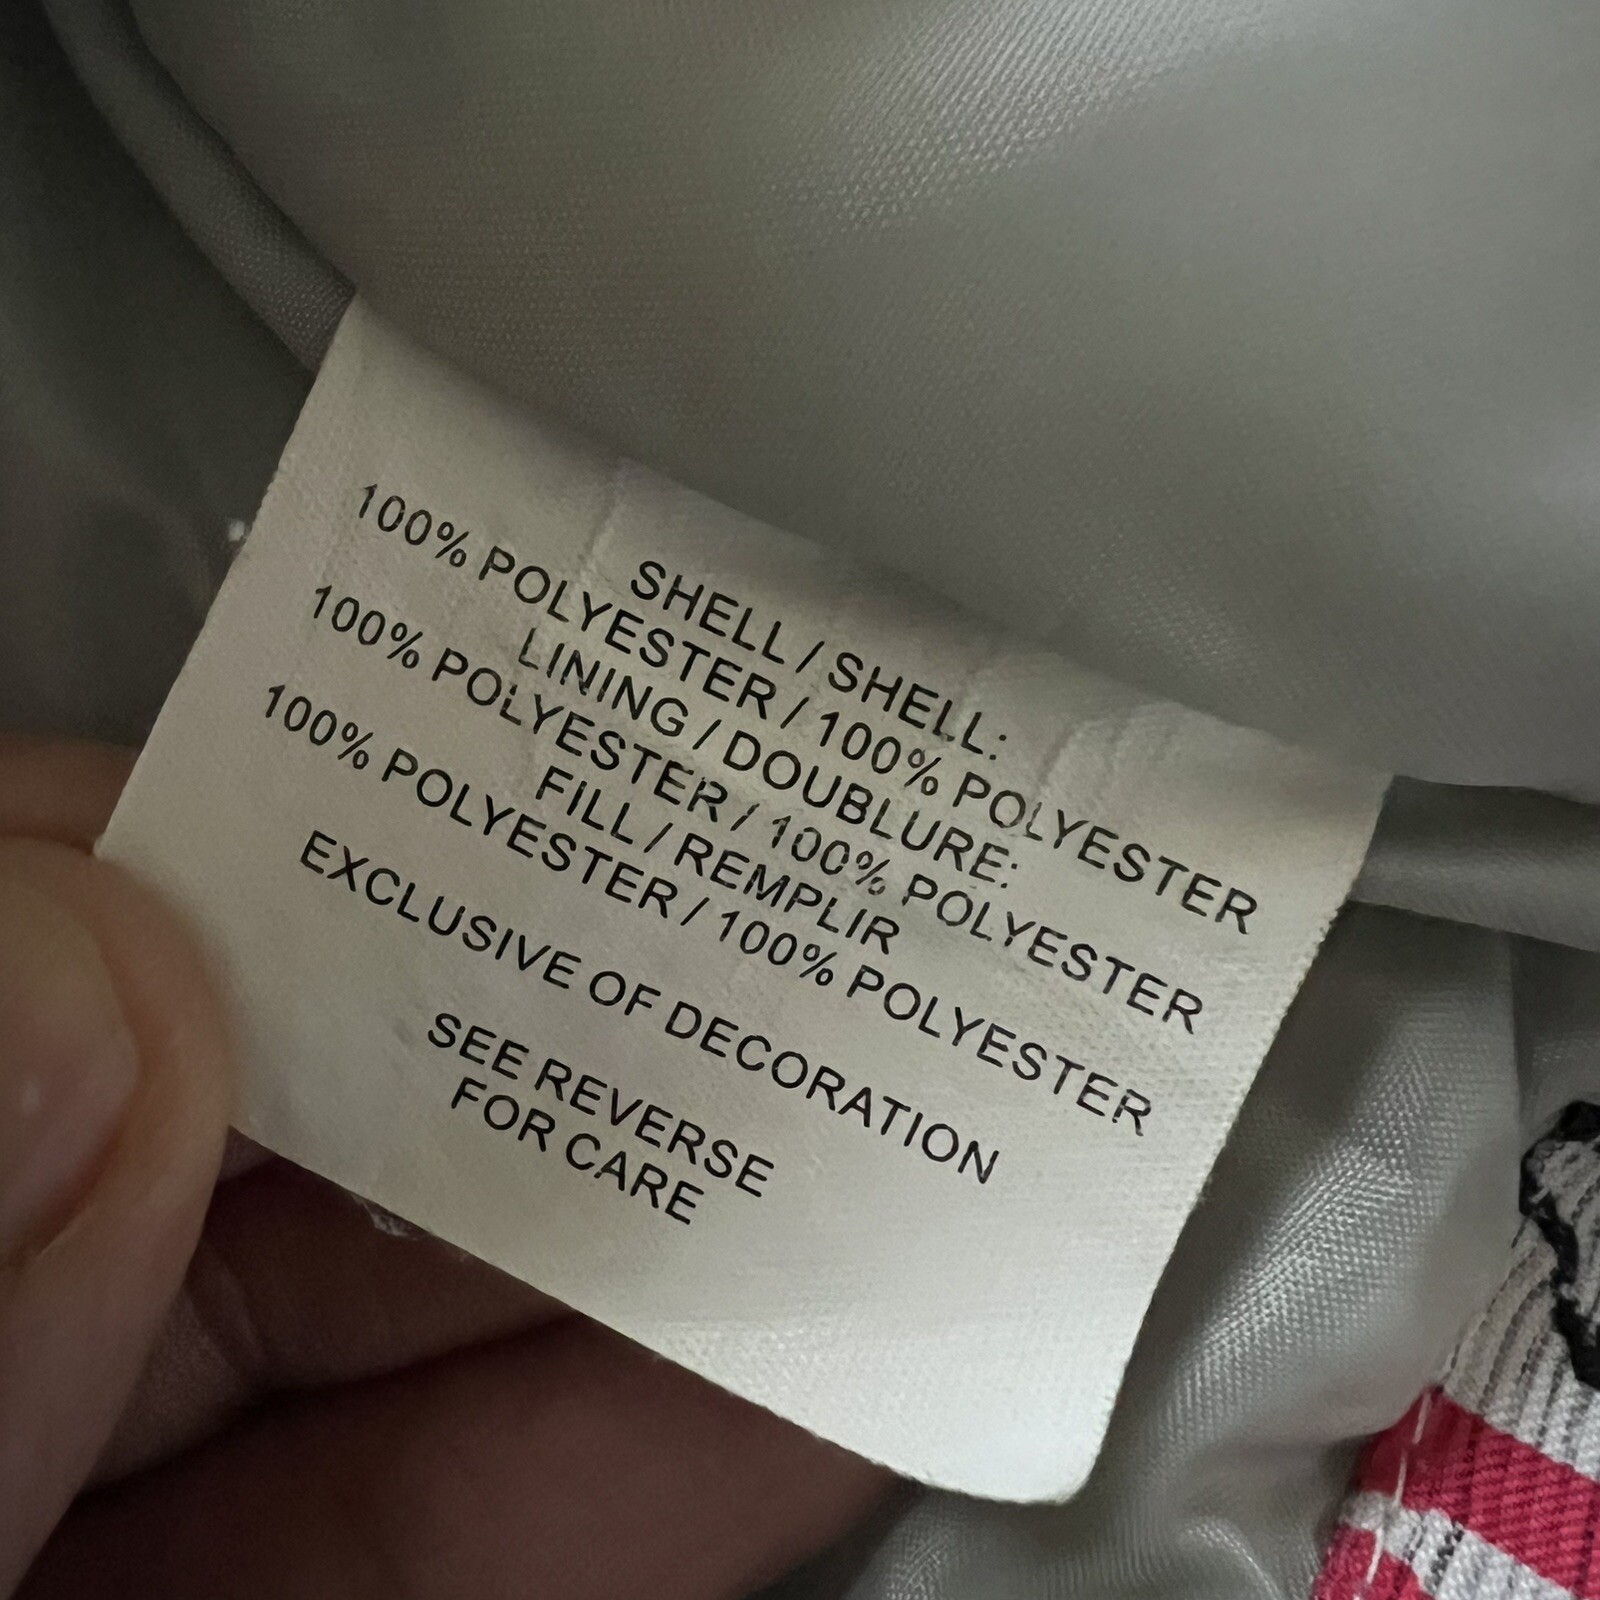 SHELL / SHELL:
100% POLYESTER / 100% POLYESTER
LINING / DOUBLURE:
100% POLYESTER / 100% POLYESTER
FILL / REMPLIR
100% POLYESTER / 100% POLYESTER
EXCLUSIVE OF DECORATION
SEE REVERSE
FOR CARE